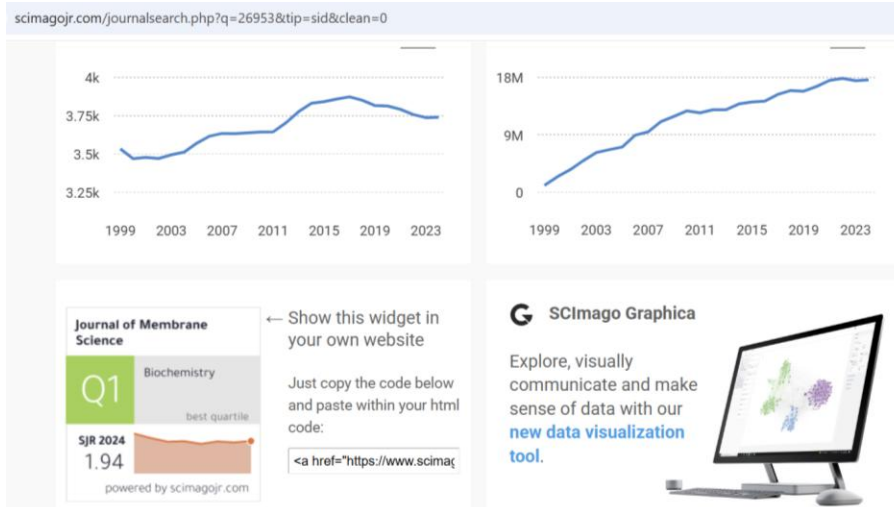 scimagojr.com/journalsearch.php?q=26953&tip=sid&clean=0
4k
3.75k
3.5k
3.25k
1999 2003 2007 2011 2015 2019 2023
18M
9M
0
1999 2003 2007 2011 2015 2019 2023
Journal of Membrane
Science
Q1
Biochemistry
best quartile
SJR 2024
1.94
powered by scimagojr.com
← Show this widget in
your own website
Just copy the code below
and paste within your html
code:
<a href="https://www.scimag
SCImago Graphica
Explore, visually
communicate and make
sense of data with our
new data visualization
tool.